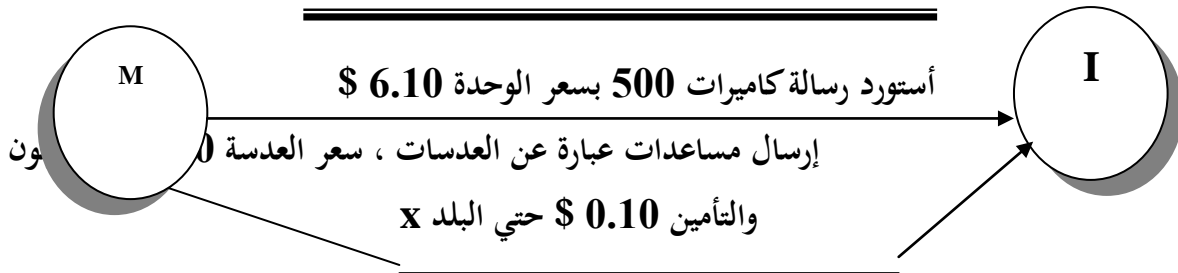 M
I
أستورد رسالة كاميرات 500 بسعر الوحدة 6.10 $
إرسال مساعدات عبارة عن العدسات ، سعر العدسة
والتأمين 0.10 $ حتي البلد x